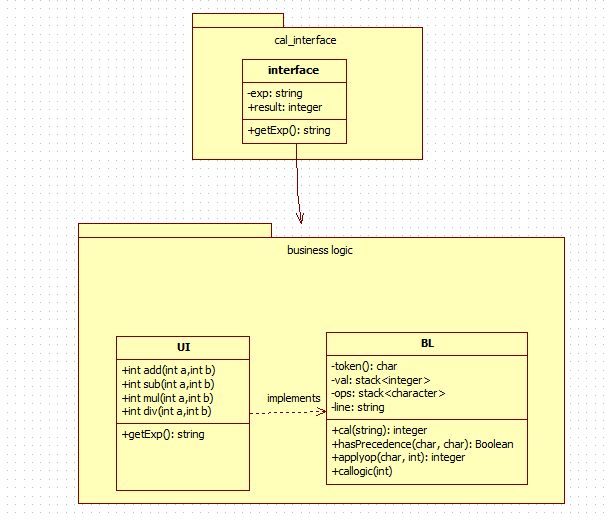 cal_interface
interface
-exp: string
+result: integer
+getExp(): string
business logic
UI
+int add(int a,int b)
+int sub(int a,int b)
+int mul(int a,int b)
+int div(int a,int b)
+getExp(): string
implements
BL
-token(): char
-val: stack<integer>
-ops: stack<character>
-line: string
+cal(string): integer
+hasPrecedence(char, char): Boolean
+applyop(char, int): integer
+callogic(int)